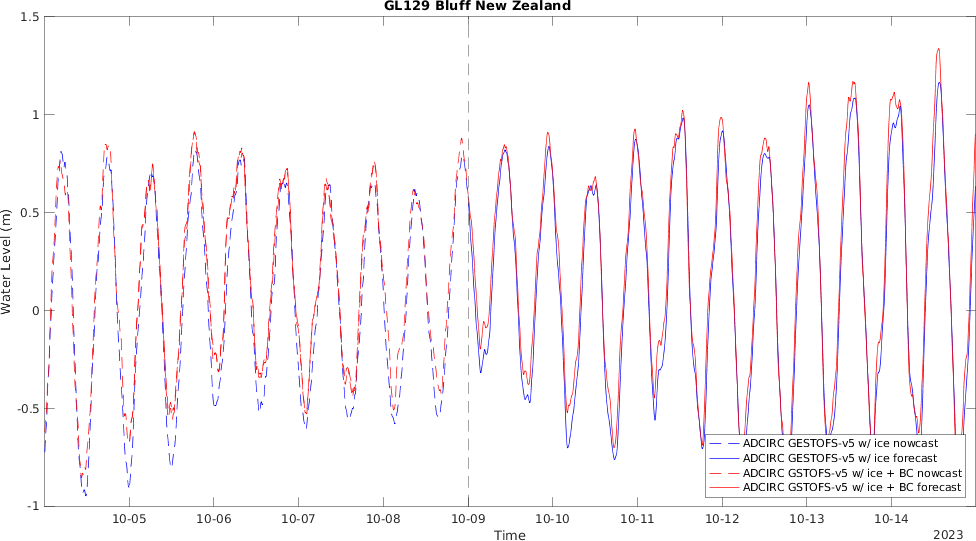 GL129 Bluff New Zealand
1.5
1
0.5
0
-0.5
-1
Water Level (m)
ADCIRC GESTOFS-v5 w/ ice nowcast
ADCIRC GESTOFS-v5 w/ ice forecast
ADCIRC GSTOFS-v5 w/ ice + BC nowcast
ADCIRC GSTOFS-v5 w/ ice + BC forecast
10-05 10-06 10-07 10-08 10-09 10-10 10-11 10-12 10-13 10-14
Time
2023